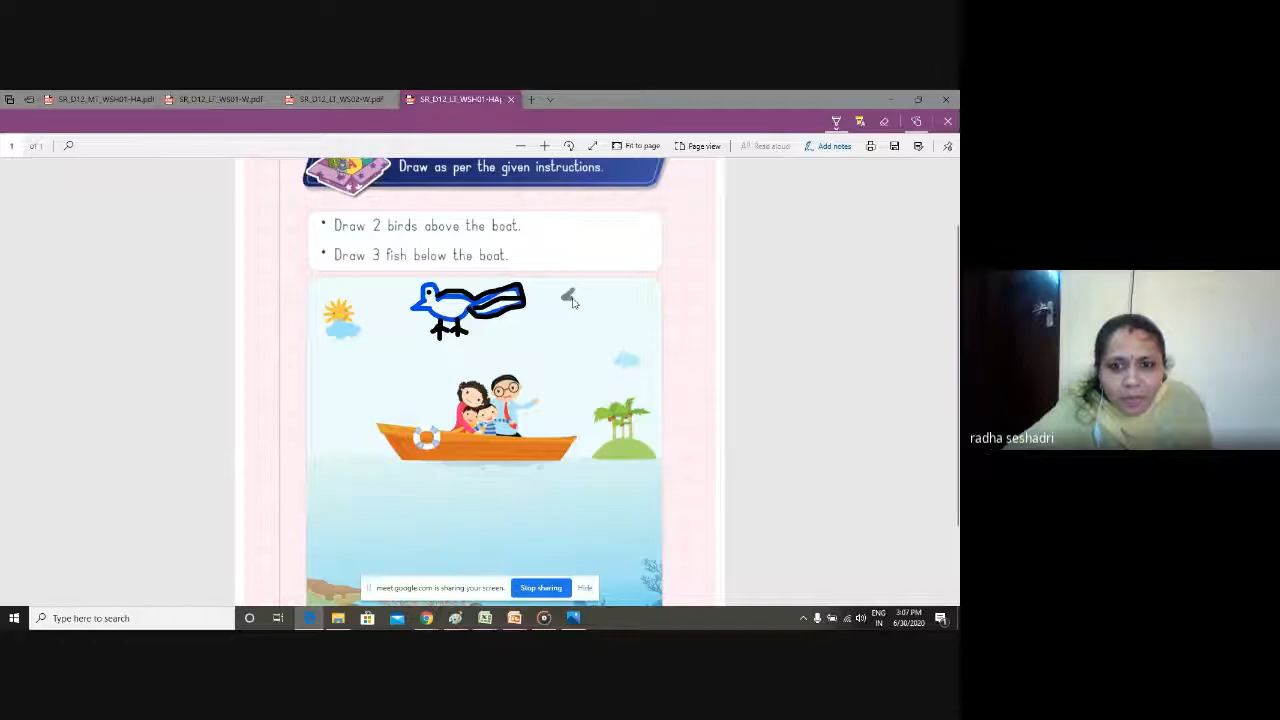 SR_D12_MT_WSH01-HA.pdf
SR_D12_LT_WS01-W.pdf
SR_D12_LT_WS02-W.pdf
SR_D12_LT_WSH01-HA
1 of 1
Fit to page
Page view
Read aloud
Add notes
Draw as per the given instructions.
• Draw 2 birds above the boat.
• Draw 3 fish below the boat.
radha seshadri
meet.google.com is sharing your screen.
Stop sharing
Hide
Type here to search
ENG
IN
3:07 PM
6/30/2020